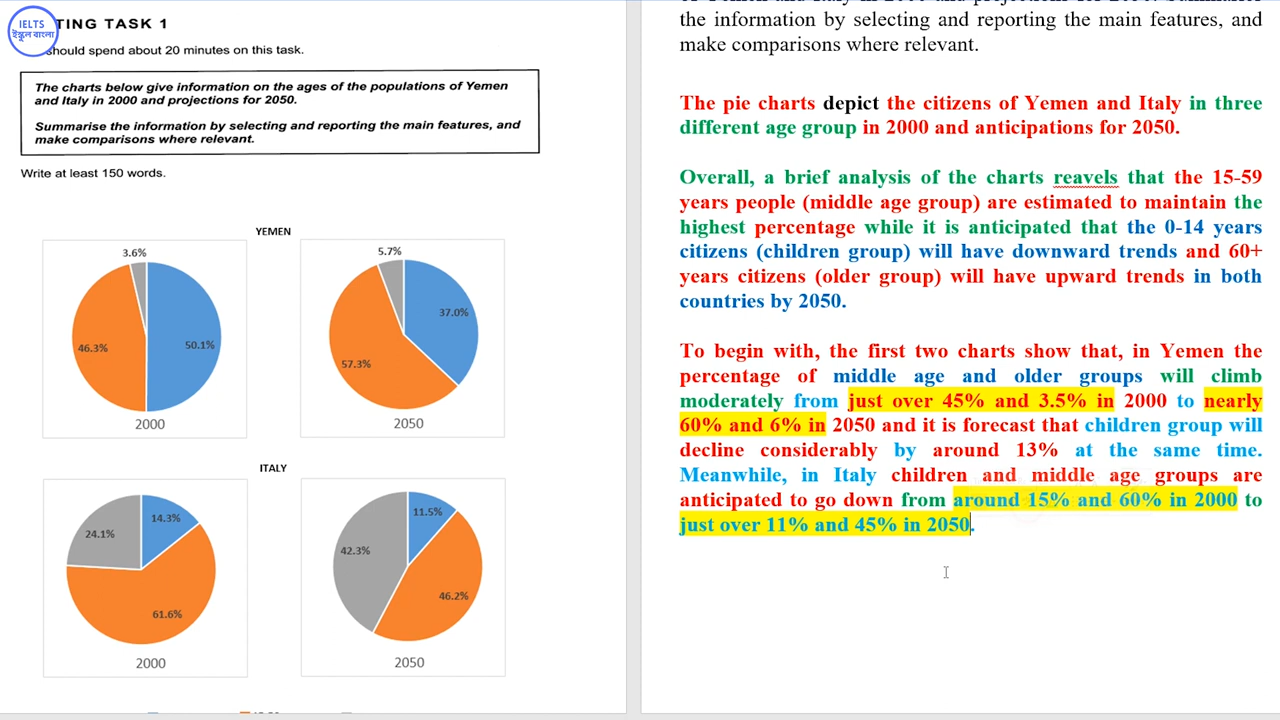 IELTS
ইস্কুল বাংলা
TING TASK 1
should spend about 20 minutes on this task.
The charts below give information on the ages of the populations of Yemen
and Italy in 2000 and projections for 2050.
Summarise the information by selecting and reporting the main features, and
make comparisons where relevant.
Write at least 150 words.
YEMEN
3.6%
46.3%
50.1%
2000
5.7%
37.0%
57.3%
2050
ITALY
24.1%
14.3%
61.6%
2000
42.3%
11.5%
46.2%
2050
the information by selecting and reporting the main features, and
make comparisons where relevant.
The pie charts depict the citizens of Yemen and Italy in three
different age group in 2000 and anticipations for 2050.
Overall, a brief analysis of the charts reavels that the 15-59
years people (middle age group) are estimated to maintain the
highest percentage while it is anticipated that the 0-14 years
citizens (children group) will have downward trends and 60+
years citizens (older group) will have upward trends in both
countries by 2050.
To begin with, the first two charts show that, in Yemen the
percentage of middle age and older groups will climb
moderately from just over 45% and 3.5% in 2000 to nearly
60% and 6% in 2050 and it is forecast that children group will
decline considerably by around 13% at the same time.
Meanwhile, in Italy children and middle age groups are
anticipated to go down from around 15% and 60% in 2000 to
just over 11% and 45% in 2050.